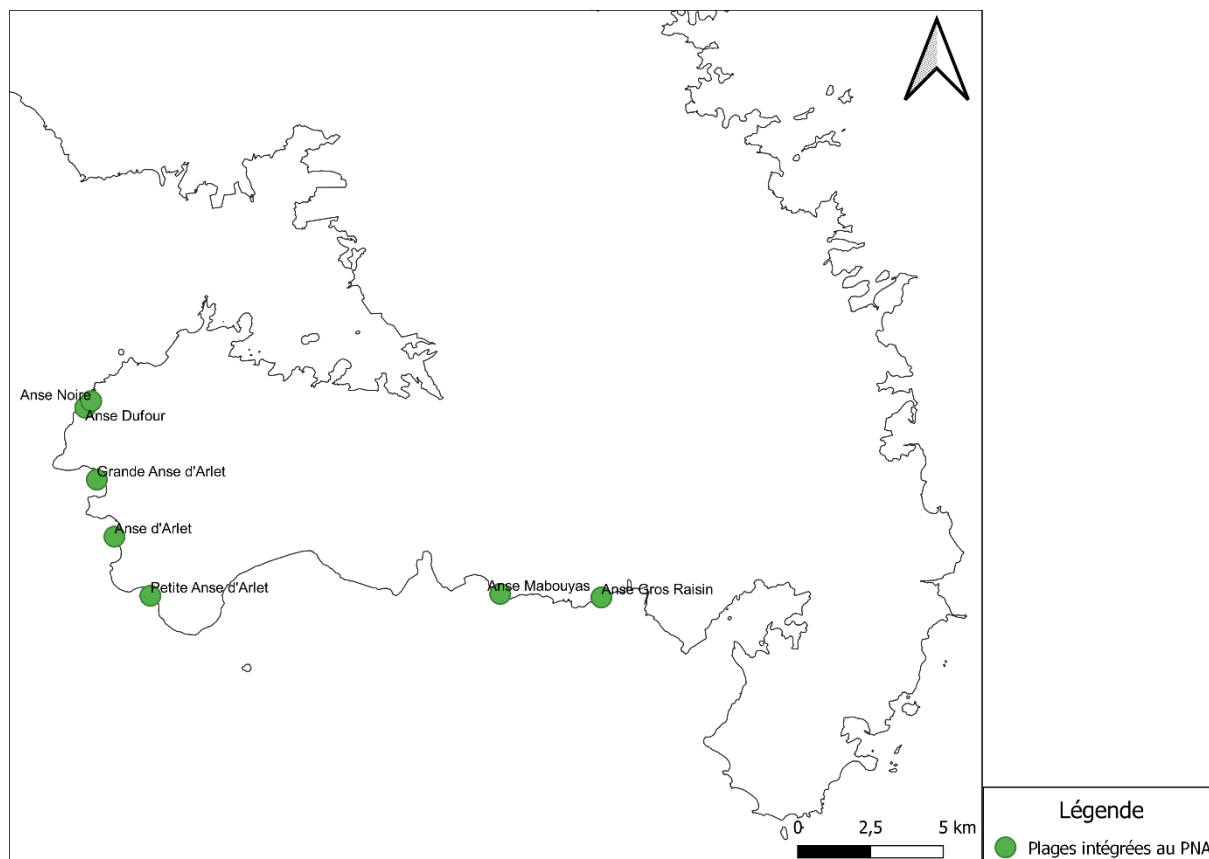 Anse Noire
Anse Dufour
Grande Anse d'Arlet
Anse d'Arlet
Petite Anse d'Arlet
Anse Mabouyas
Anse Gros Raisin
0 2,5 5 km
Légende
Plages intégrées au PNA